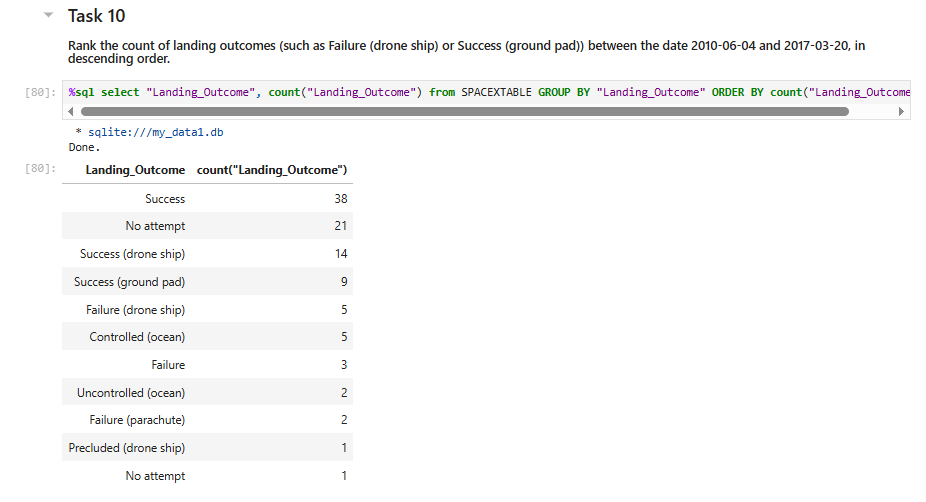 Task 10
Rank the count of landing outcomes (such as Failure (drone ship) or Success (ground pad)) between the date 2010-06-04 and 2017-03-20, in
descending order.
[80]: %sql select "Landing_Outcome", count("Landing_Outcome") from SPACEXTABLE GROUP BY "Landing_Outcome" ORDER BY count("Landing_Outcome
* sqlite:///my_data1.db
Done.
[80]: Landing_Outcome count("Landing_Outcome")
Success 38
No attempt 21
Success (drone ship) 14
Success (ground pad) 9
Failure (drone ship) 5
Controlled (ocean) 5
Failure 3
Uncontrolled (ocean) 2
Failure (parachute) 2
Precluded (drone ship) 1
No attempt 1